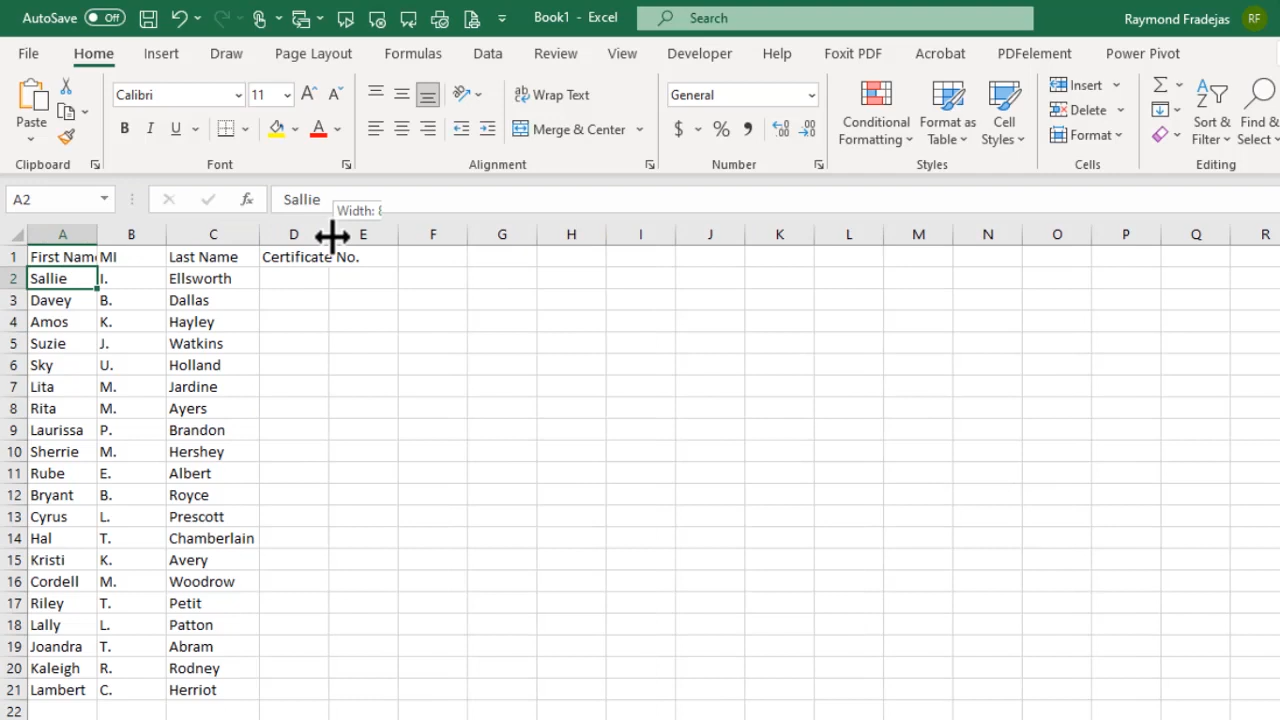 AutoSave Off Book1 - Excel Search Raymond Fradejas RF
File Home Insert Draw Page Layout Formulas Data Review View Developer Help Foxit PDF Acrobat PDFelement Power Pivot
Paste
Clipboard
Calibri 11
B I U A
Font
ab Wrap Text
Merge & Center
Alignment
General
$ % 9
Number
Conditional Formatting
Format as Table
Cell Styles
Styles
Insert
Delete
Format
Cells
Sort & Filter
Find & Select
Editing
A2 fx Sallie
Width:
A B C D E F G H I J K L M N O P Q R
1 First Nam MI Last Name Certificate No.
2 Sallie I. Ellsworth
3 Davey B. Dallas
4 Amos K. Hayley
5 Suzie J. Watkins
6 Sky U. Holland
7 Lita M. Jardine
8 Rita M. Ayers
9 Laurissa P. Brandon
10 Sherrie M. Hershey
11 Rube E. Albert
12 Bryant B. Royce
13 Cyrus L. Prescott
14 Hal T. Chamberlain
15 Kristi K. Avery
16 Cordell M. Woodrow
17 Riley T. Petit
18 Lally L. Patton
19 Joandra T. Abram
20 Kaleigh R. Rodney
21 Lambert C. Herriot
22